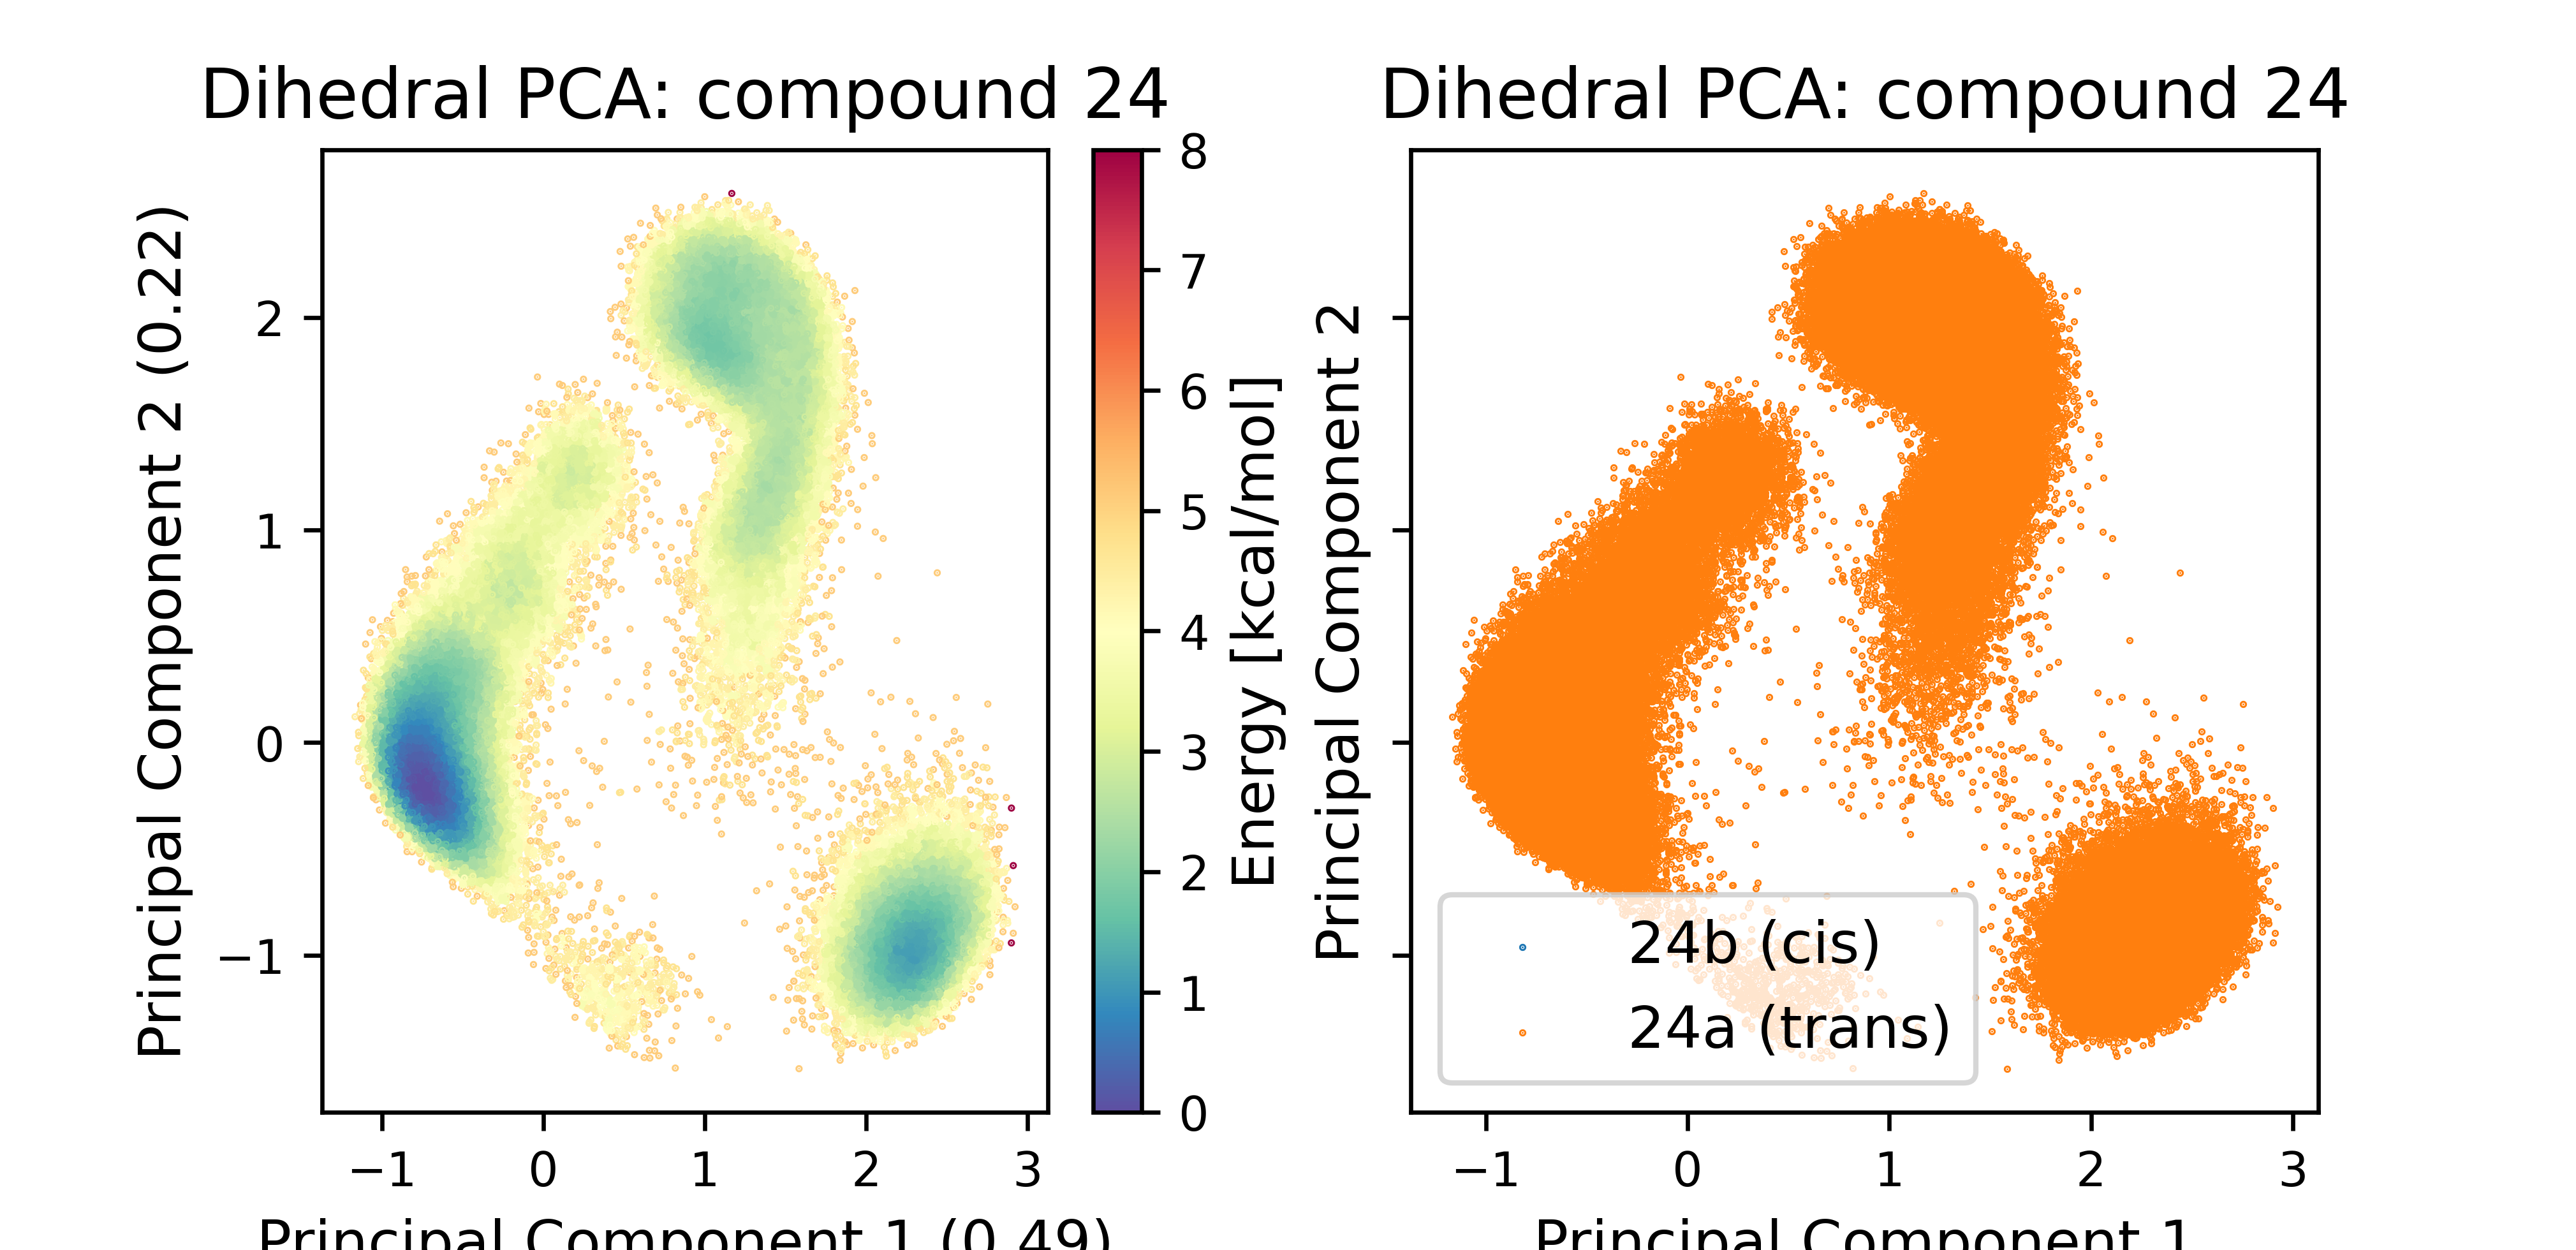 Dihedral PCA: compound 24
Principal Component 2 (0.22)
2
1
0
−1
−1 0 1 2 3
Principal Component 1 (0.49)
8
7
6
5
4
3
2
1
0
Energy [kcal/mol]
Dihedral PCA: compound 24
Principal Component 2
24b (cis)
24a (trans)
−1 0 1 2 3
Principal Component 1